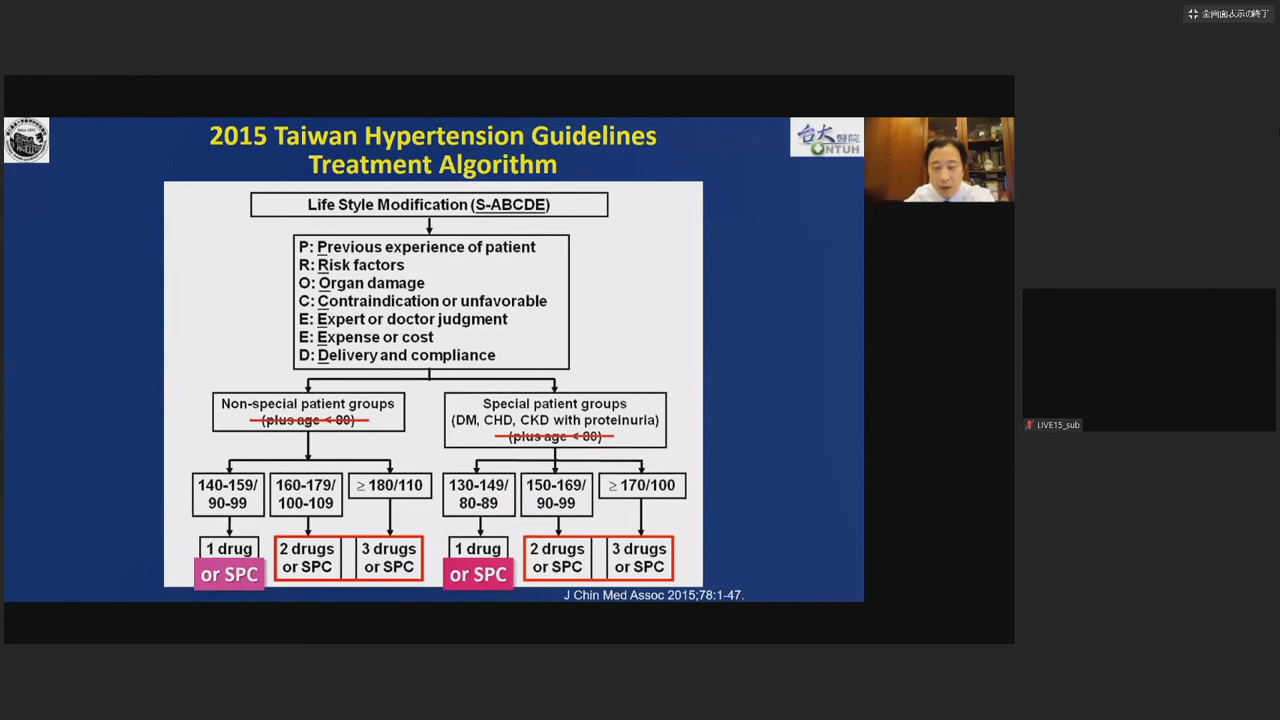 全画面表示の終了
2015 Taiwan Hypertension Guidelines
Treatment Algorithm
台大醫院
NTUH
Life Style Modification (S-ABCDE)
P: Previous experience of patient
R: Risk factors
O: Organ damage
C: Contraindication or unfavorable
E: Expert or doctor judgment
E: Expense or cost
D: Delivery and compliance
Non-special patient groups
(plus age < 80)
Special patient groups
(DM, CHD, CKD with proteinuria)
(plus age < 80)
140-159/
90-99
160-179/
100-109
≥ 180/110
130-149/
80-89
150-169/
90-99
≥ 170/100
1 drug
or SPC
2 drugs
or SPC
3 drugs
or SPC
1 drug
or SPC
2 drugs
or SPC
3 drugs
or SPC
J Chin Med Assoc 2015;78:1-47.
LIVE15_sub